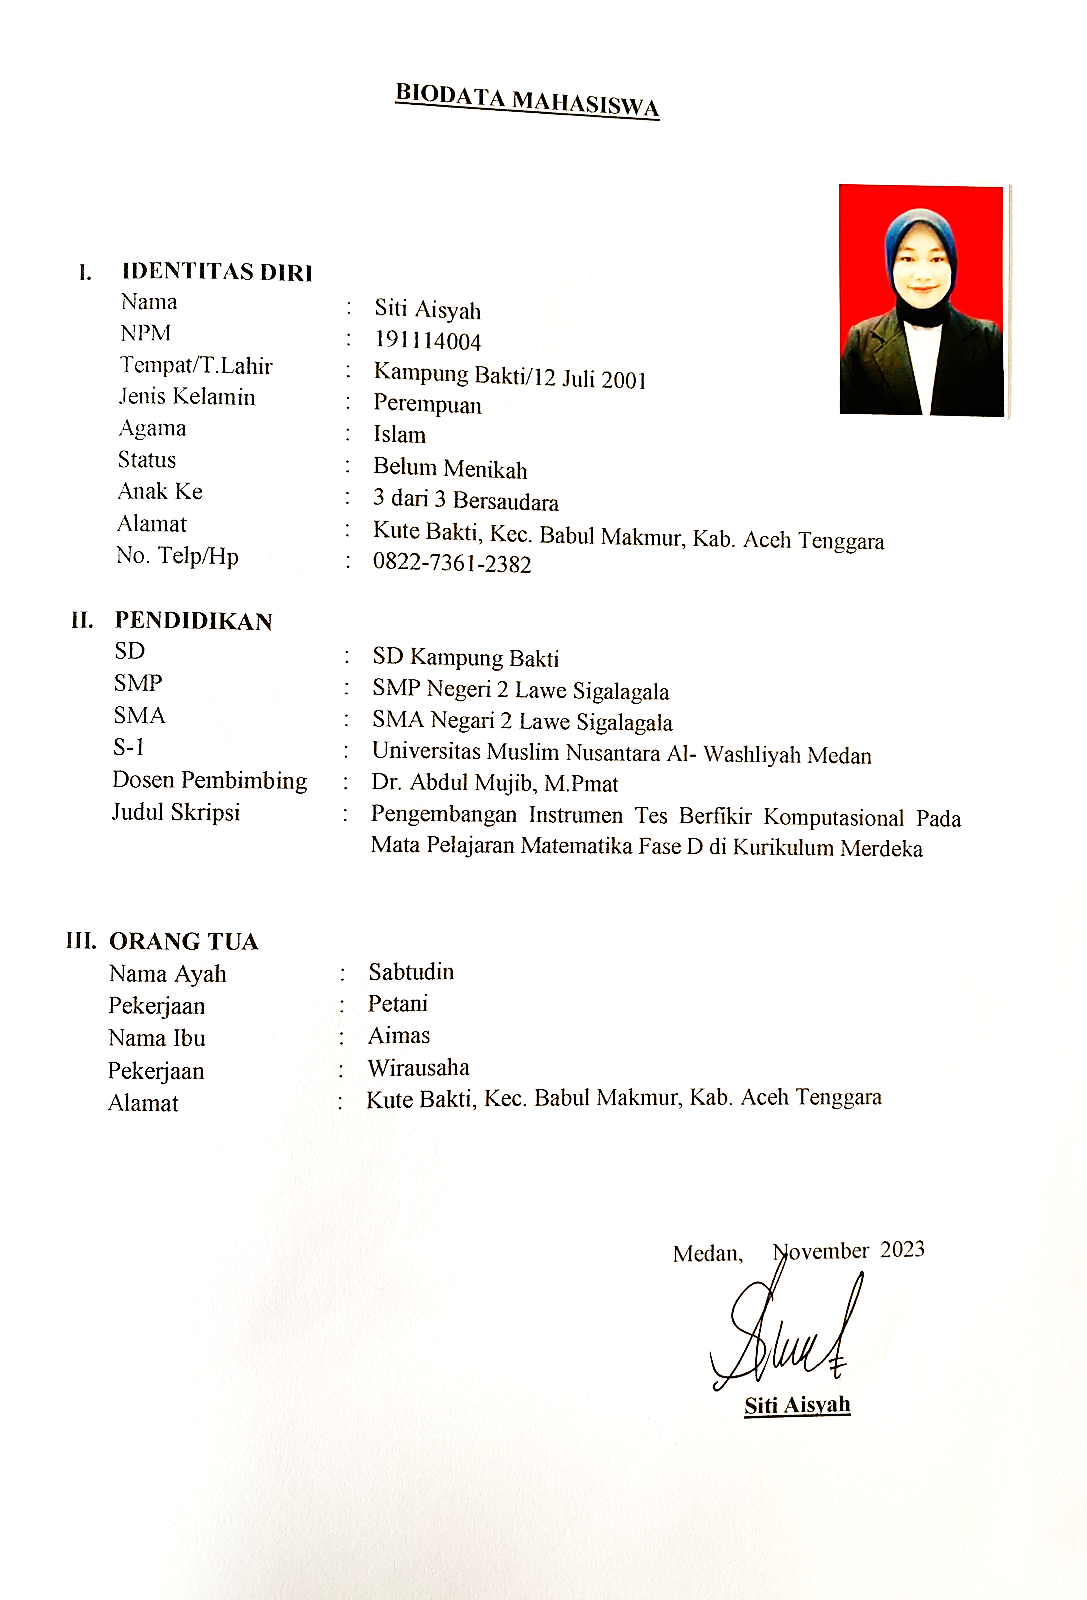 BIODATA MAHASISWA
I. IDENTITAS DIRI
Nama : Siti Aisyah
NPM : 191114004
Tempat/T.Lahir : Kampung Bakti/12 Juli 2001
Jenis Kelamin : Perempuan
Agama : Islam
Status : Belum Menikah
Anak Ke : 3 dari 3 Bersaudara
Alamat : Kute Bakti, Kec. Babul Makmur, Kab. Aceh Tenggara
No. Telp/Hp : 0822-7361-2382
II. PENDIDIKAN
SD : SD Kampung Bakti
SMP : SMP Negeri 2 Lawe Sigalagala
SMA : SMA Negari 2 Lawe Sigalagala
S-1 : Universitas Muslim Nusantara Al- Washliyah Medan
Dosen Pembimbing : Dr. Abdul Mujib, M.Pmat
Judul Skripsi : Pengembangan Instrumen Tes Berfikir Komputasional Pada
Mata Pelajaran Matematika Fase D di Kurikulum Merdeka
III. ORANG TUA
Nama Ayah : Sabtudin
Pekerjaan : Petani
Nama Ibu : Aimas
Pekerjaan : Wirausaha
Alamat : Kute Bakti, Kec. Babul Makmur, Kab. Aceh Tenggara
Medan, November 2023
Siti Aisyah